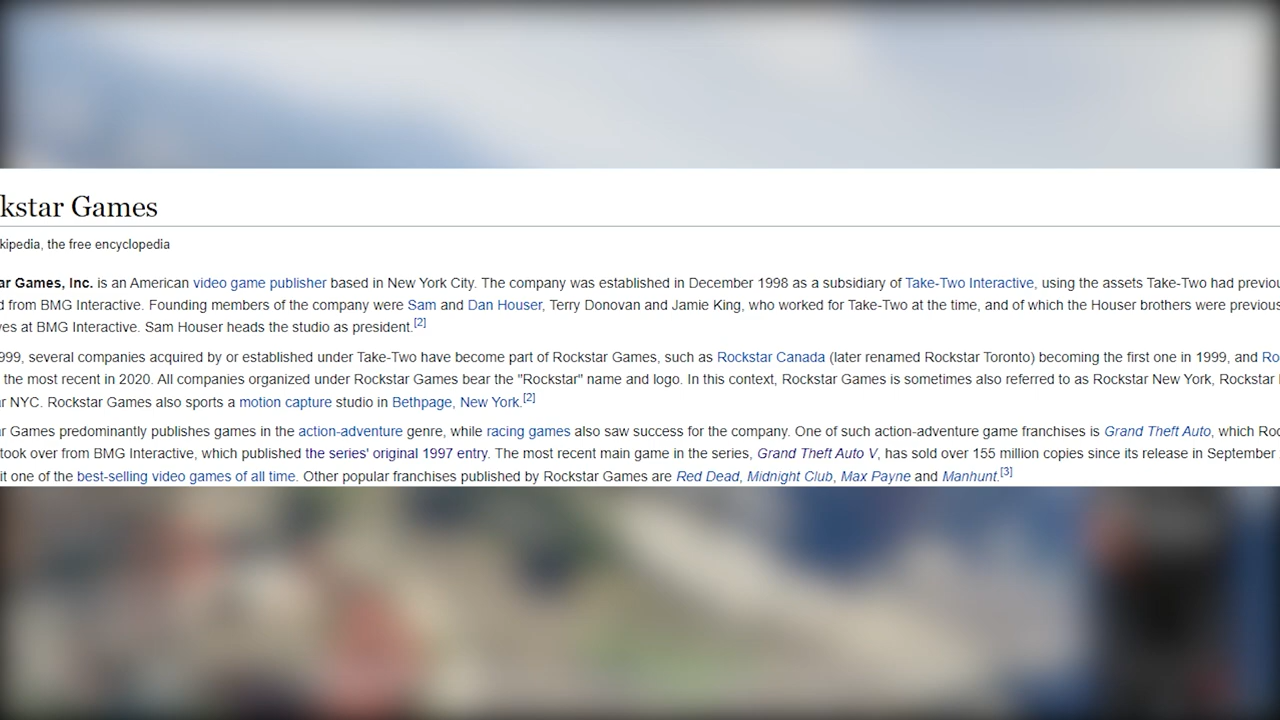 kstar Games
kipedia, the free encyclopedia
ar Games, Inc. is an American video game publisher based in New York City. The company was established in December 1998 as a subsidiary of Take-Two Interactive, using the assets Take-Two had previou
d from BMG Interactive. Founding members of the company were Sam and Dan Houser, Terry Donovan and Jamie King, who worked for Take-Two at the time, and of which the Houser brothers were previous
ves at BMG Interactive. Sam Houser heads the studio as president.[2]
999, several companies acquired by or established under Take-Two have become part of Rockstar Games, such as Rockstar Canada (later renamed Rockstar Toronto) becoming the first one in 1999, and Ro
the most recent in 2020. All companies organized under Rockstar Games bear the "Rockstar" name and logo. In this context, Rockstar Games is sometimes also referred to as Rockstar New York, Rockstar
ar NYC. Rockstar Games also sports a motion capture studio in Bethpage, New York.[2]
ar Games predominantly publishes games in the action-adventure genre, while racing games also saw success for the company. One of such action-adventure game franchises is Grand Theft Auto, which Roc
took over from BMG Interactive, which published the series' original 1997 entry. The most recent main game in the series, Grand Theft Auto V, has sold over 155 million copies since its release in September
it one of the best-selling video games of all time. Other popular franchises published by Rockstar Games are Red Dead, Midnight Club, Max Payne and Manhunt.[3]